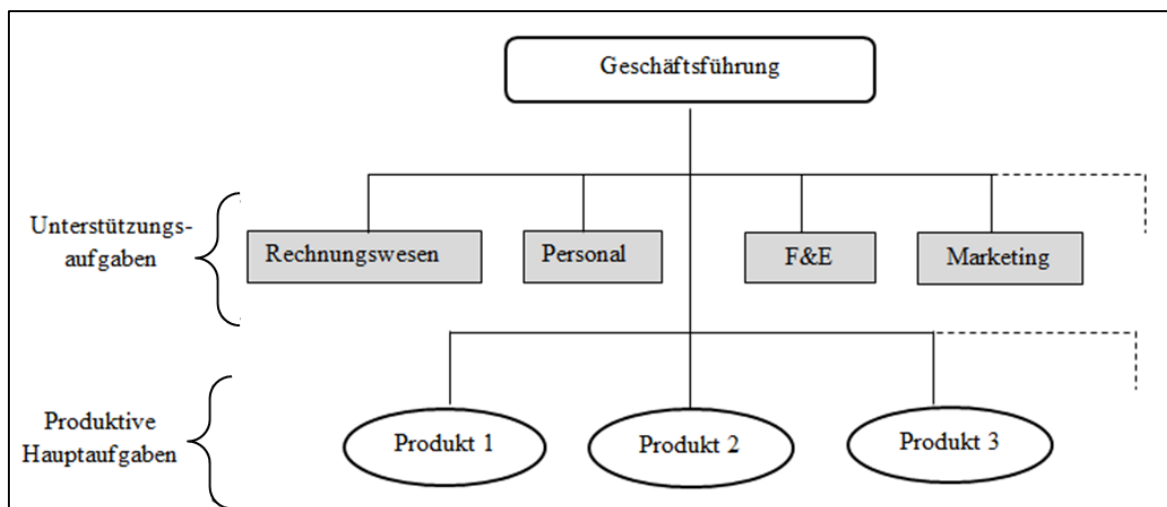 Geschäftsführung
Unterstützungs-
aufgaben
Rechnungswesen
Personal
F&E
Marketing
Produktive
Hauptaufgaben
Produkt 1
Produkt 2
Produkt 3